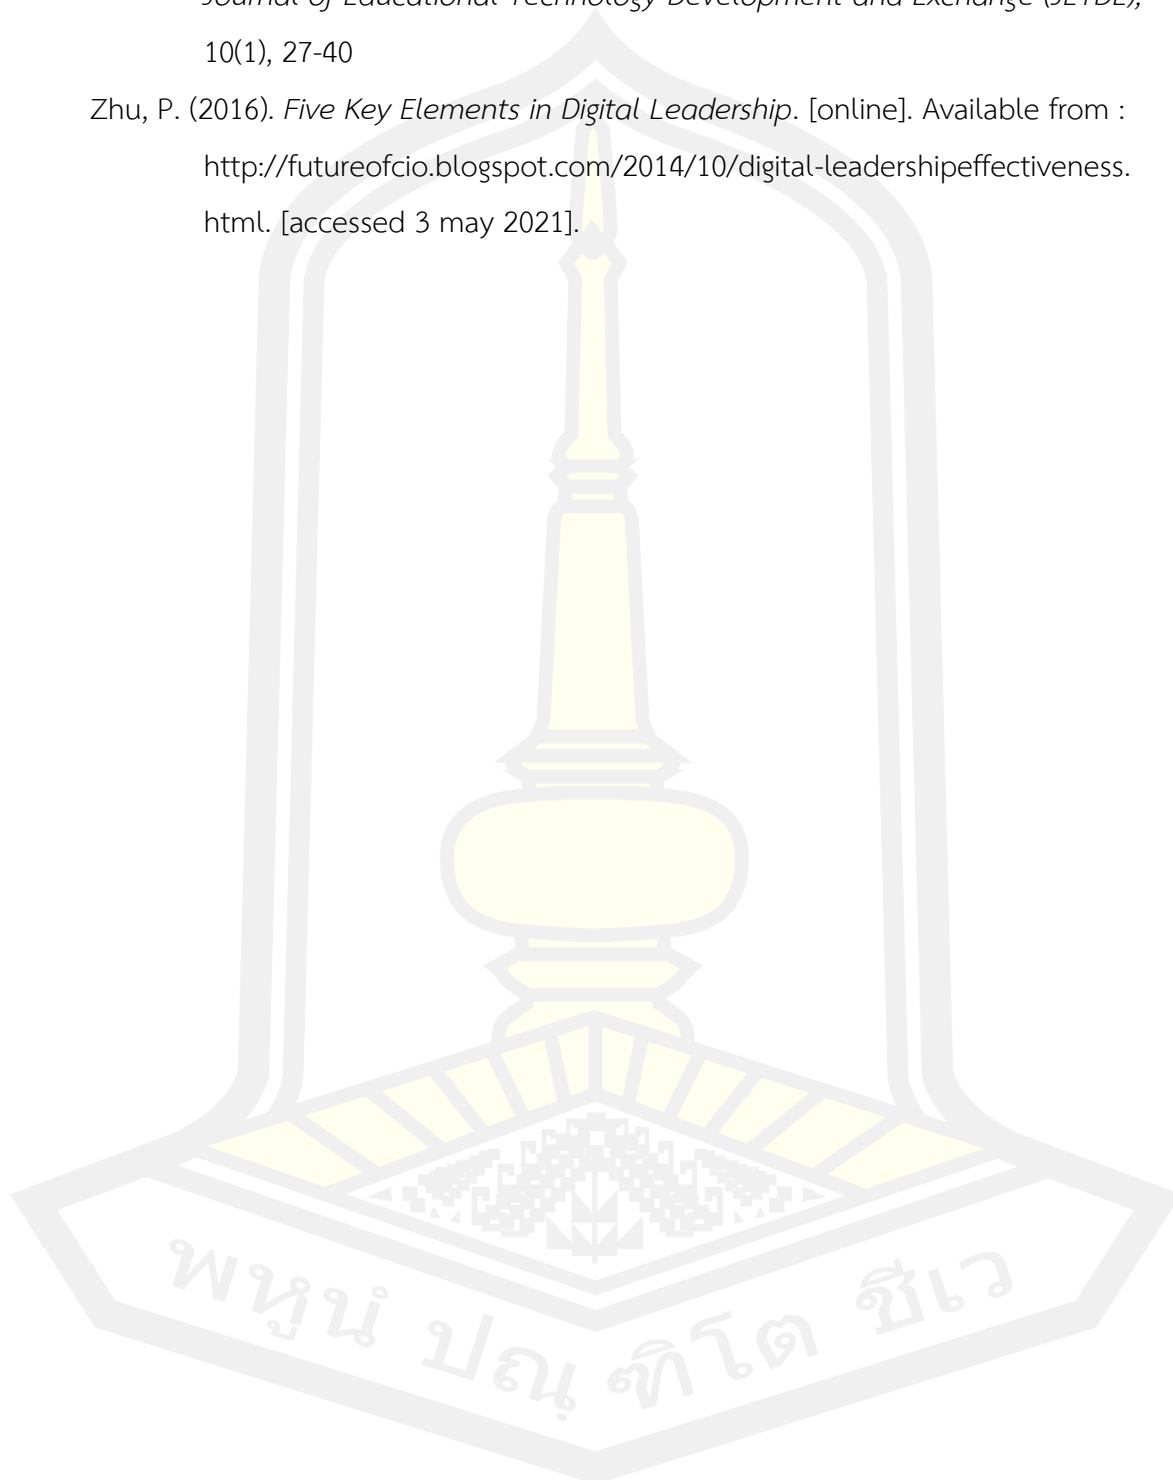 Journal of Educational Technology Development and Exchange (JETDE),
10(1), 27-40
Zhu, P. (2016). Five Key Elements in Digital Leadership. [online]. Available from :
http://futureofcio.blogspot.com/2014/10/digital-leadershipeffectiveness.
html. [accessed 3 may 2021].
พหูนํ ปณฺฑิโต ชีเว